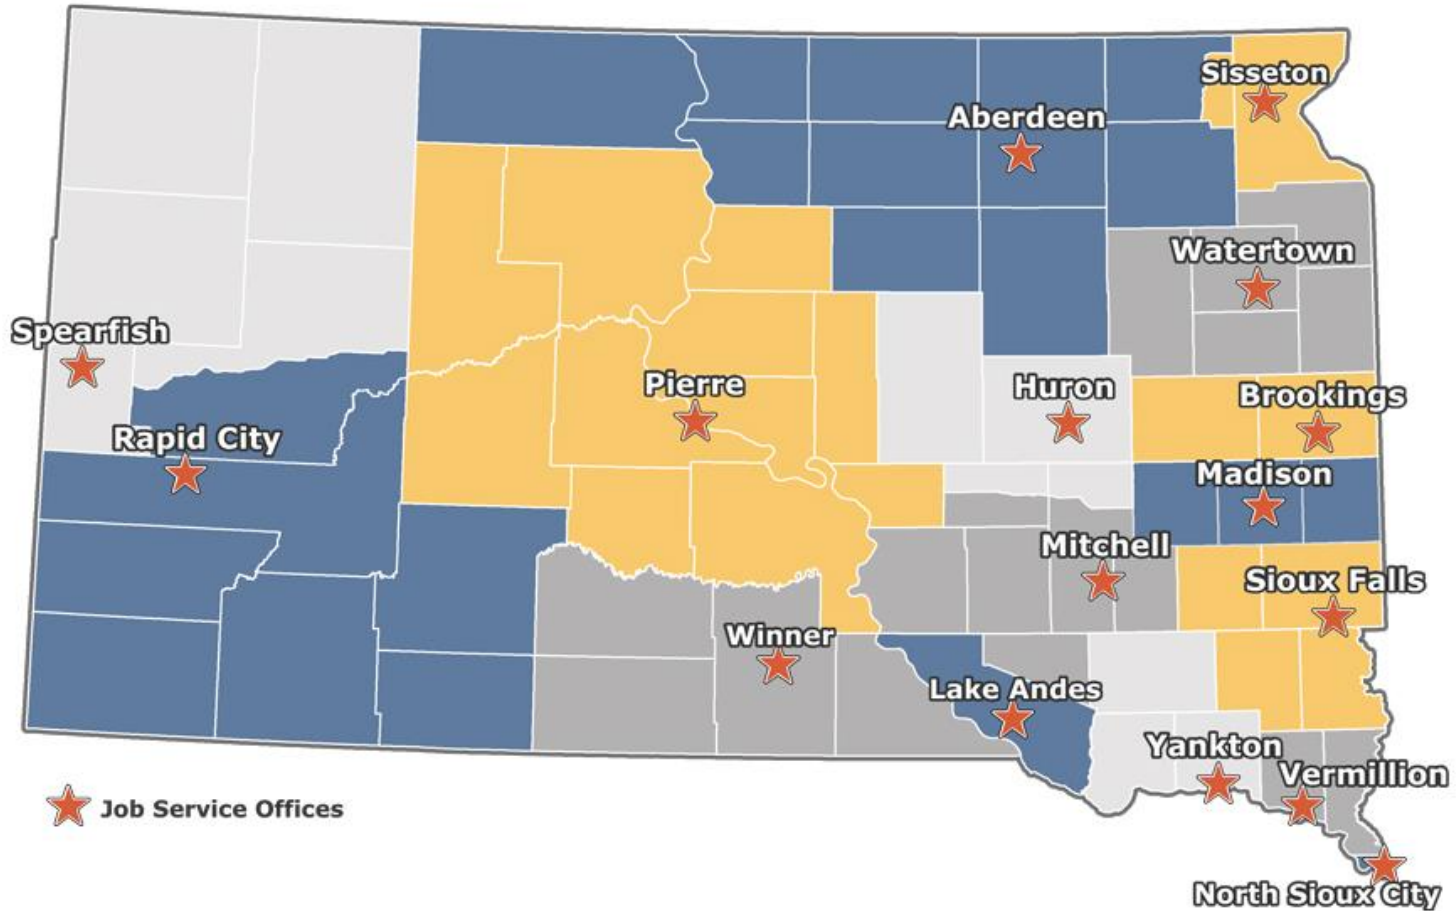 Sisseton
Aberdeen
Watertown
Spearfish
Pierre
Huron
Brookings
Rapid City
Madison
Mitchell
Sioux Falls
Winner
Lake Andes
Yankton
Vermillion
Job Service Offices
North Sioux City